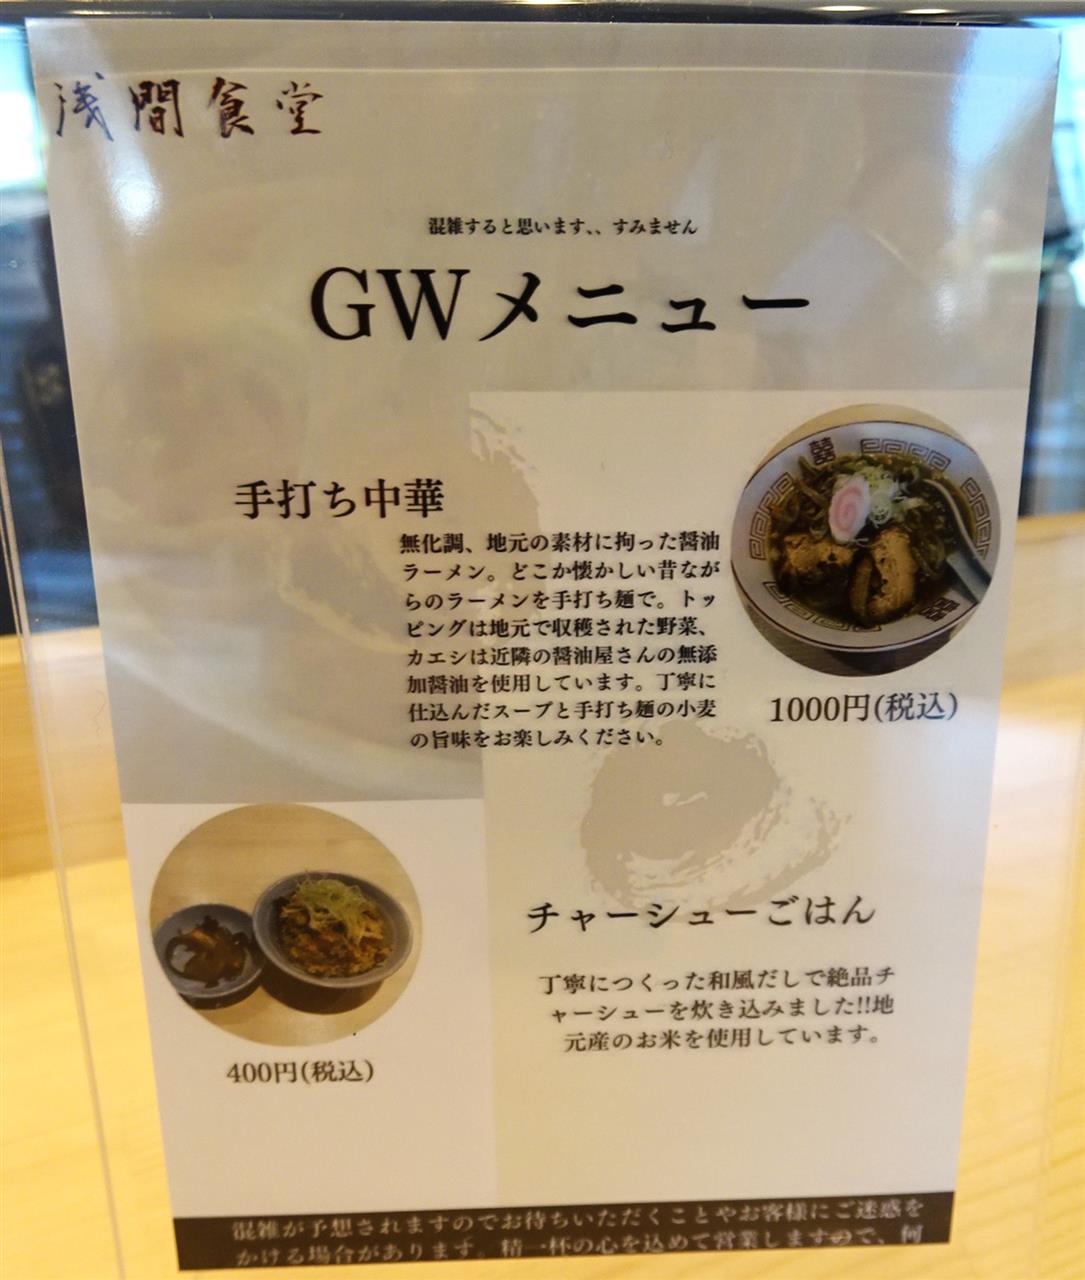 浅間食堂
混雑すると思います、、すみません
GWメニュー
手打ち中華
無化調、地元の素材に拘った醤油
ラーメン。どこか懐かしい昔なが
らのラーメンを手打ち麺で。トッ
ピングは地元で収穫された野菜、
カエシは近隣の醤油屋さんの無添
加醤油を使用しています。丁寧に
仕込んだスープと手打ち麺の小麦
の旨味をお楽しみください。
1000円(税込)
チャーシューごはん
丁寧につくった和風だしで絶品チ
ャーシューを炊き込みました!!地
元産のお米を使用しています。
400円(税込)
混雑が予想されますのでお待ちいただくことやお客様にご迷惑を
かける場合があります。精一杯の心を込めて営業しますので、何